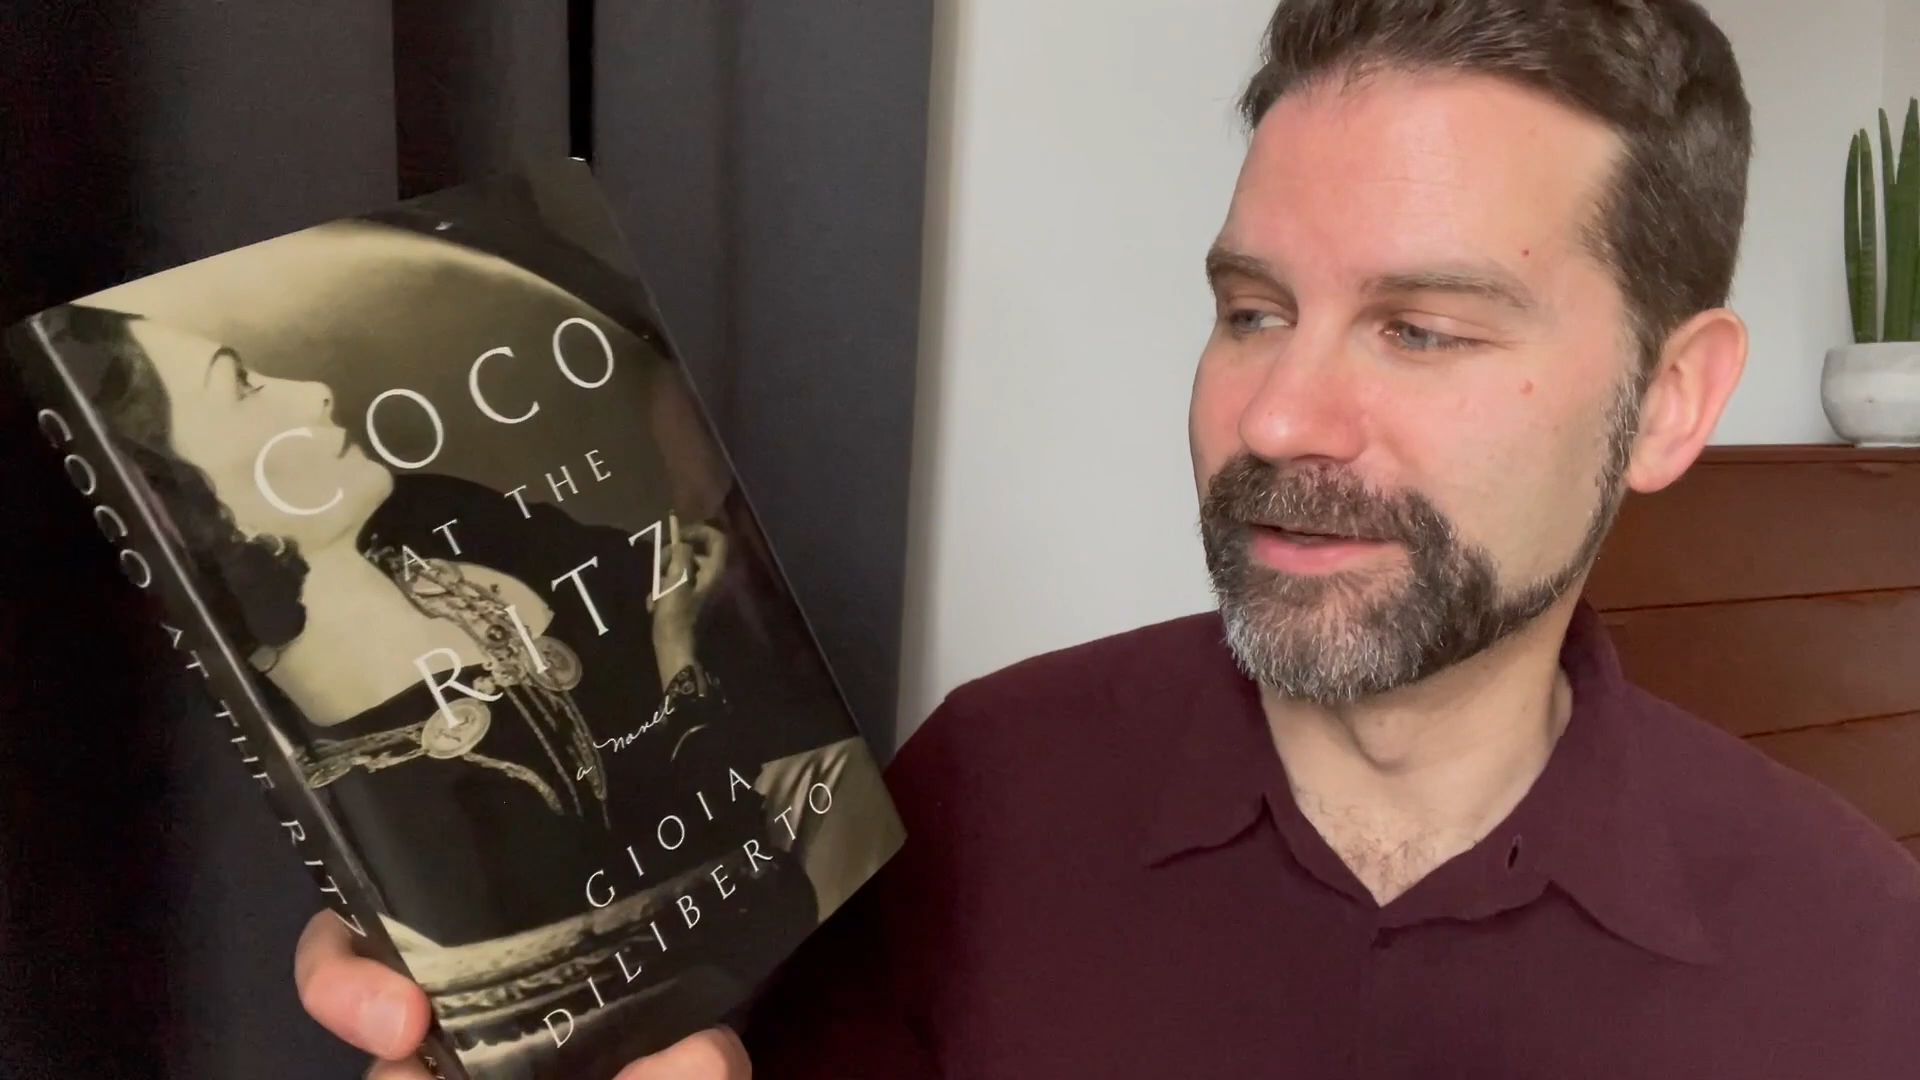 COCO
AT THE
RITZ
a novel
GIOIA
DILIBERTO
COCO AT THE RITZ